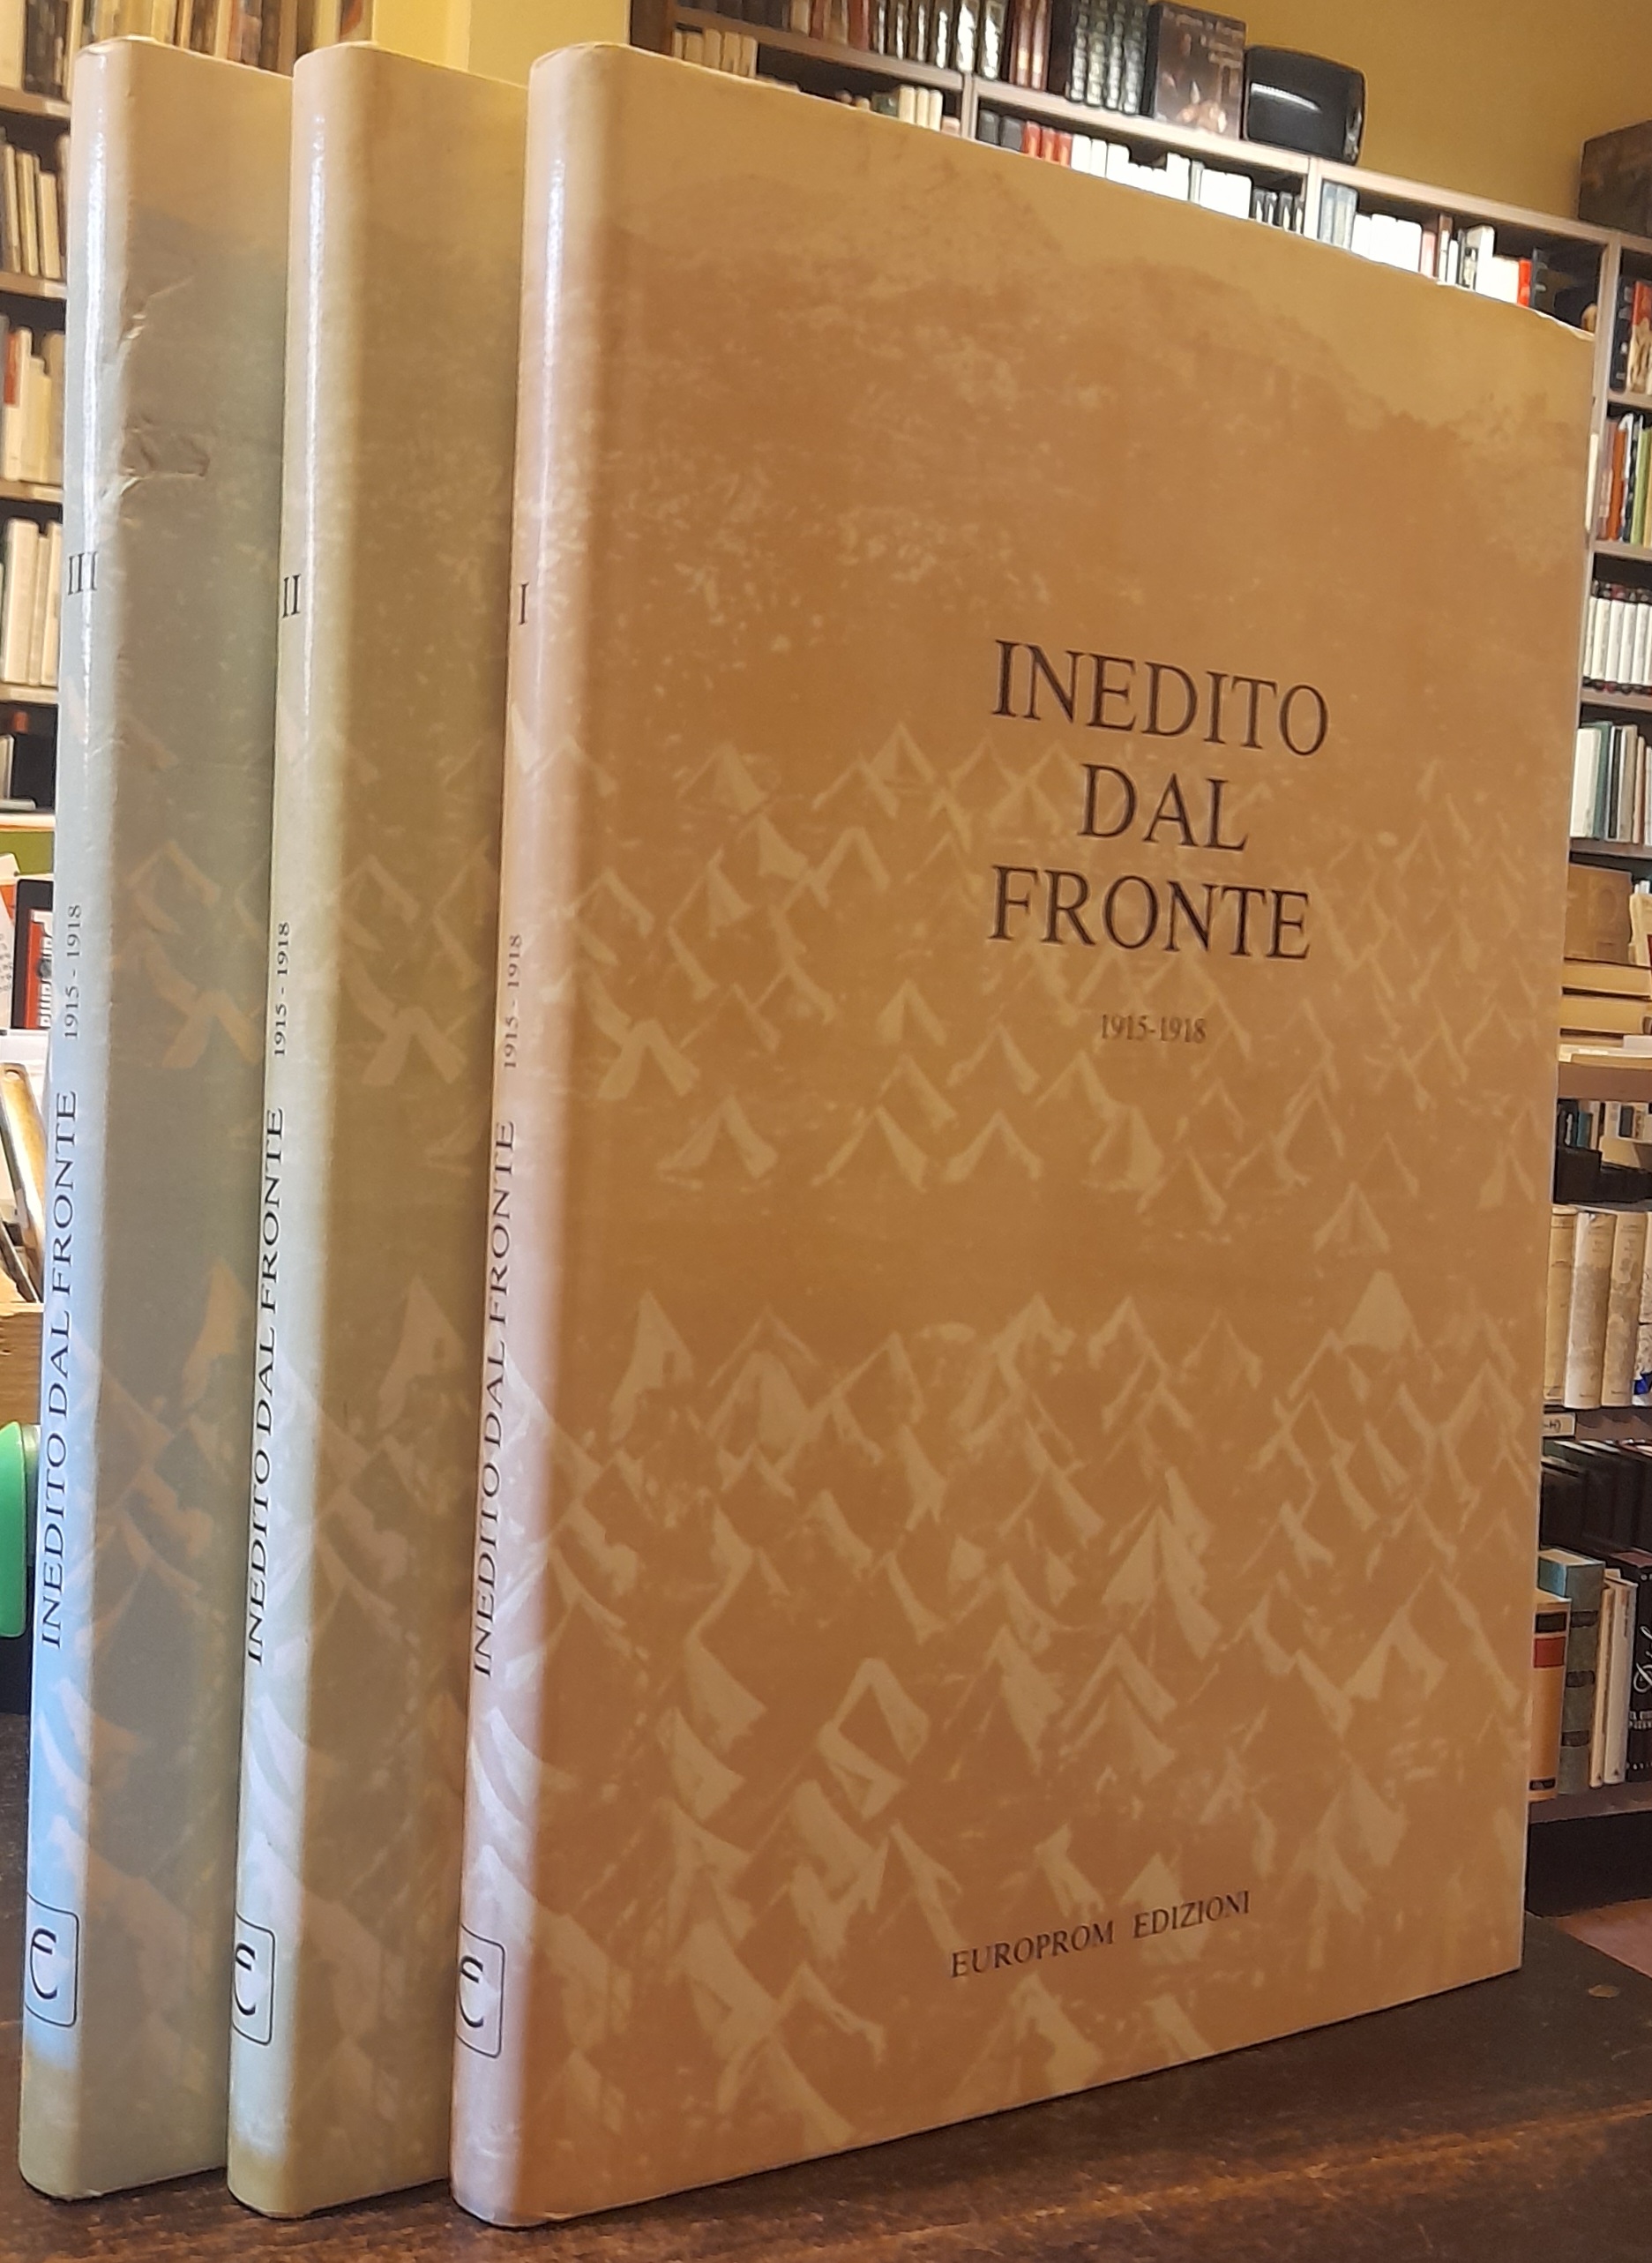 III
1915 - 1918
INEDITO DAL FRONTE
II
1915 - 1918
INEDITO DAL FRONTE
I
1915 - 1918
INEDITO DAL FRONTE
INEDITO
DAL
FRONTE
1915-1918
EUROPROM EDIZIONI